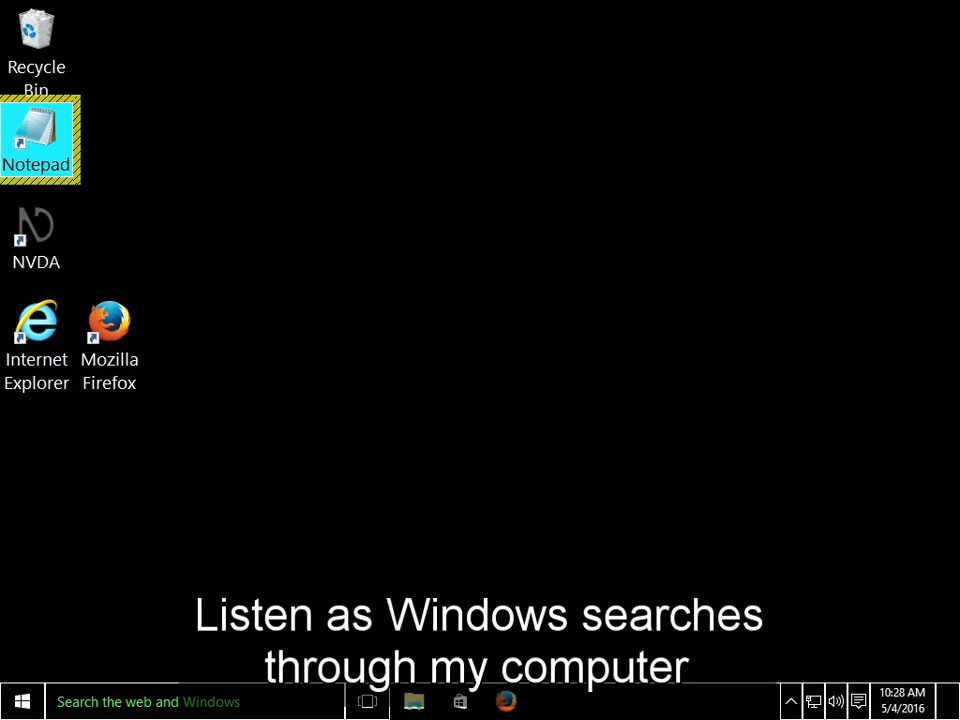 Recycle
Bin
Notepad
NVDA
Internet
Explorer
Mozilla
Firefox
Listen as Windows searches
through my computer
Search the web and Windows
10:28 AM
5/4/2016